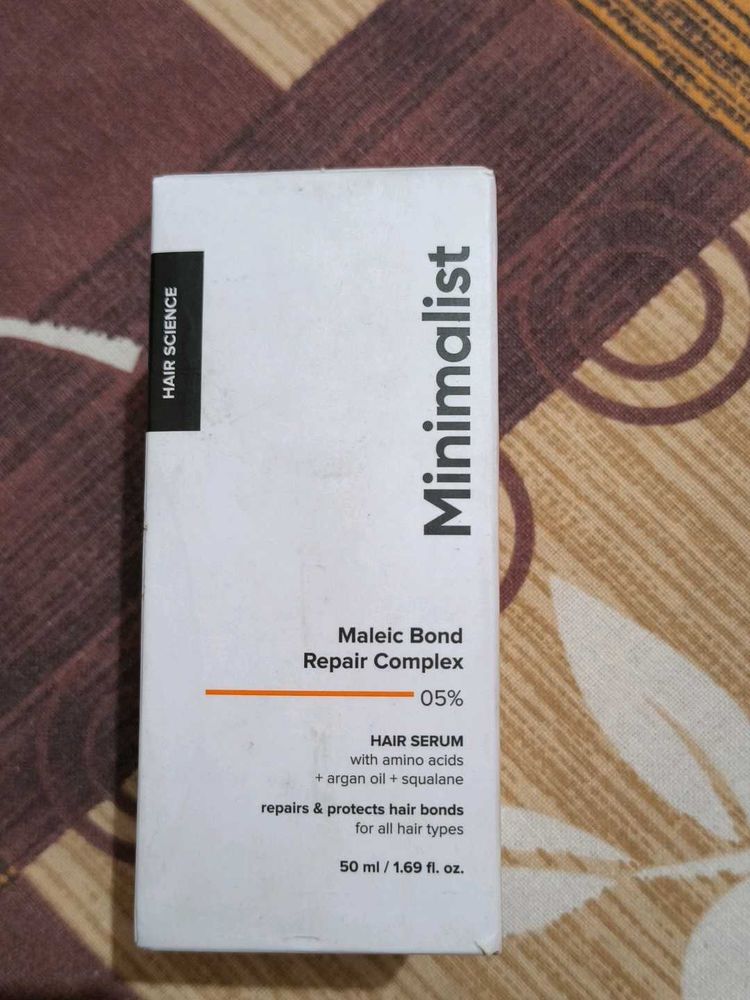 HAIR SCIENCE
Minimalist
Maleic Bond
Repair Complex
05%
HAIR SERUM
with amino acids
+ argan oil + squalane
repairs & protects hair bonds
for all hair types
50 ml / 1.69 fl. oz.